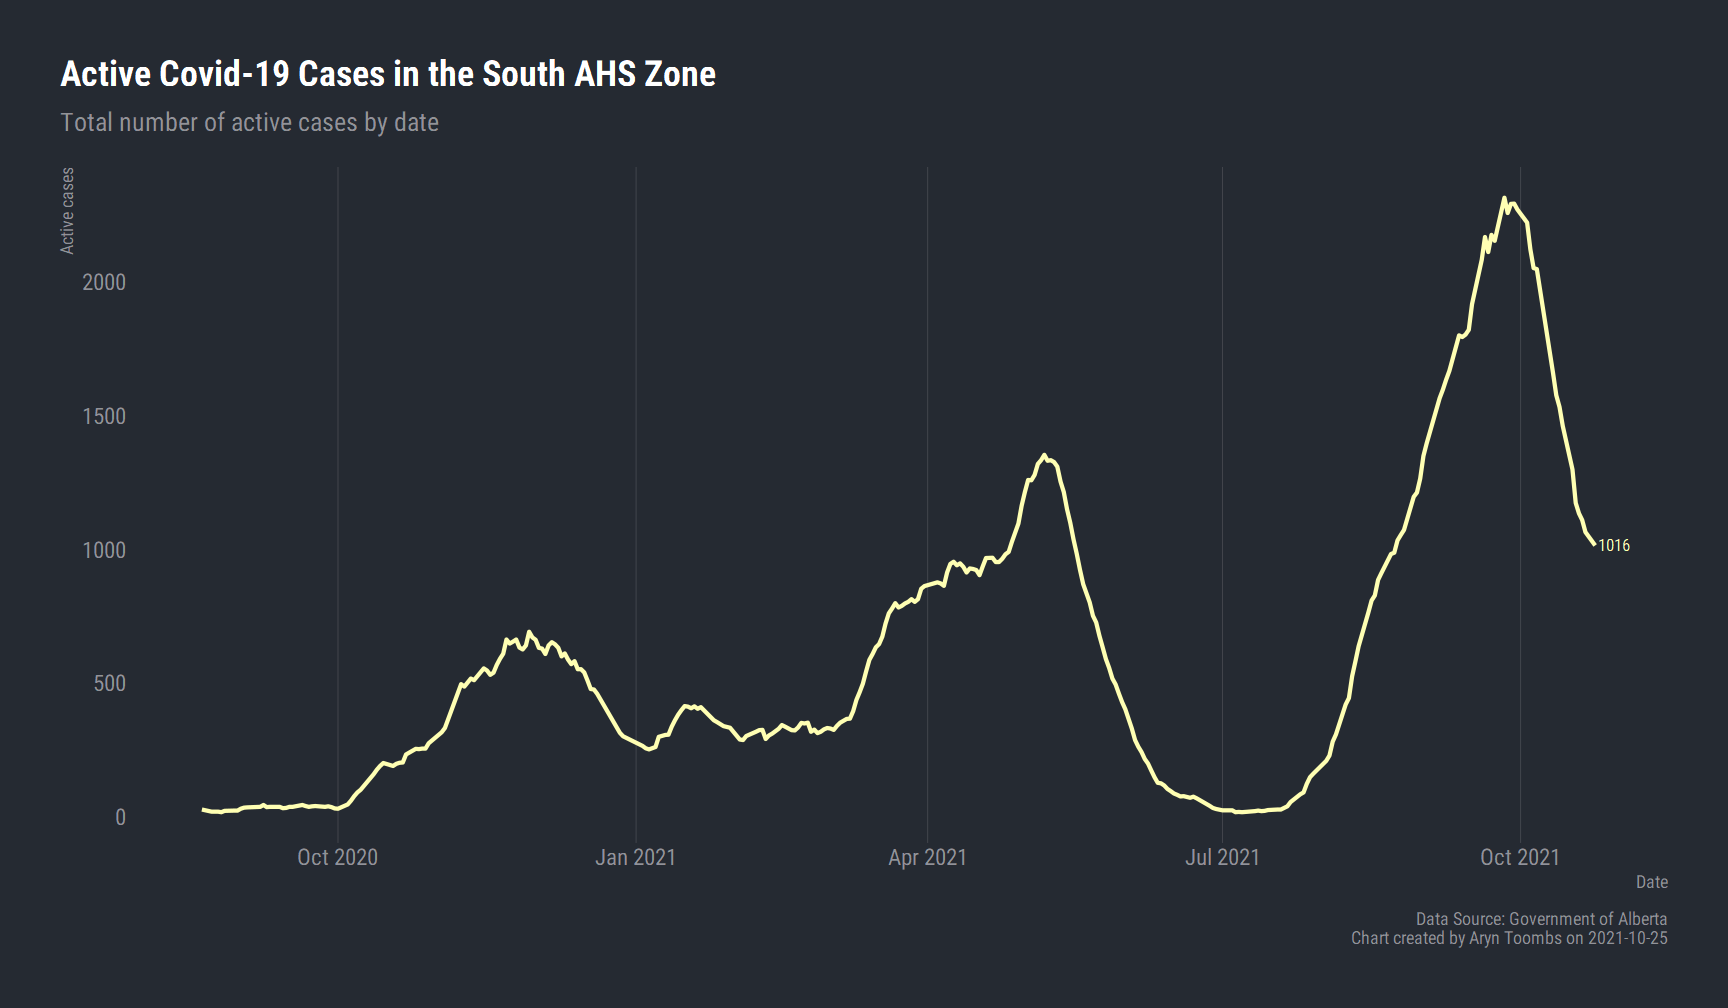 Active Covid-19 Cases in the South AHS Zone
Total number of active cases by date
Active cases
2000
1500
1000
500
0
1016
Oct 2020
Jan 2021
Apr 2021
Jul 2021
Oct 2021
Date
Data Source: Government of Alberta
Chart created by Aryn Toombs on 2021-10-25